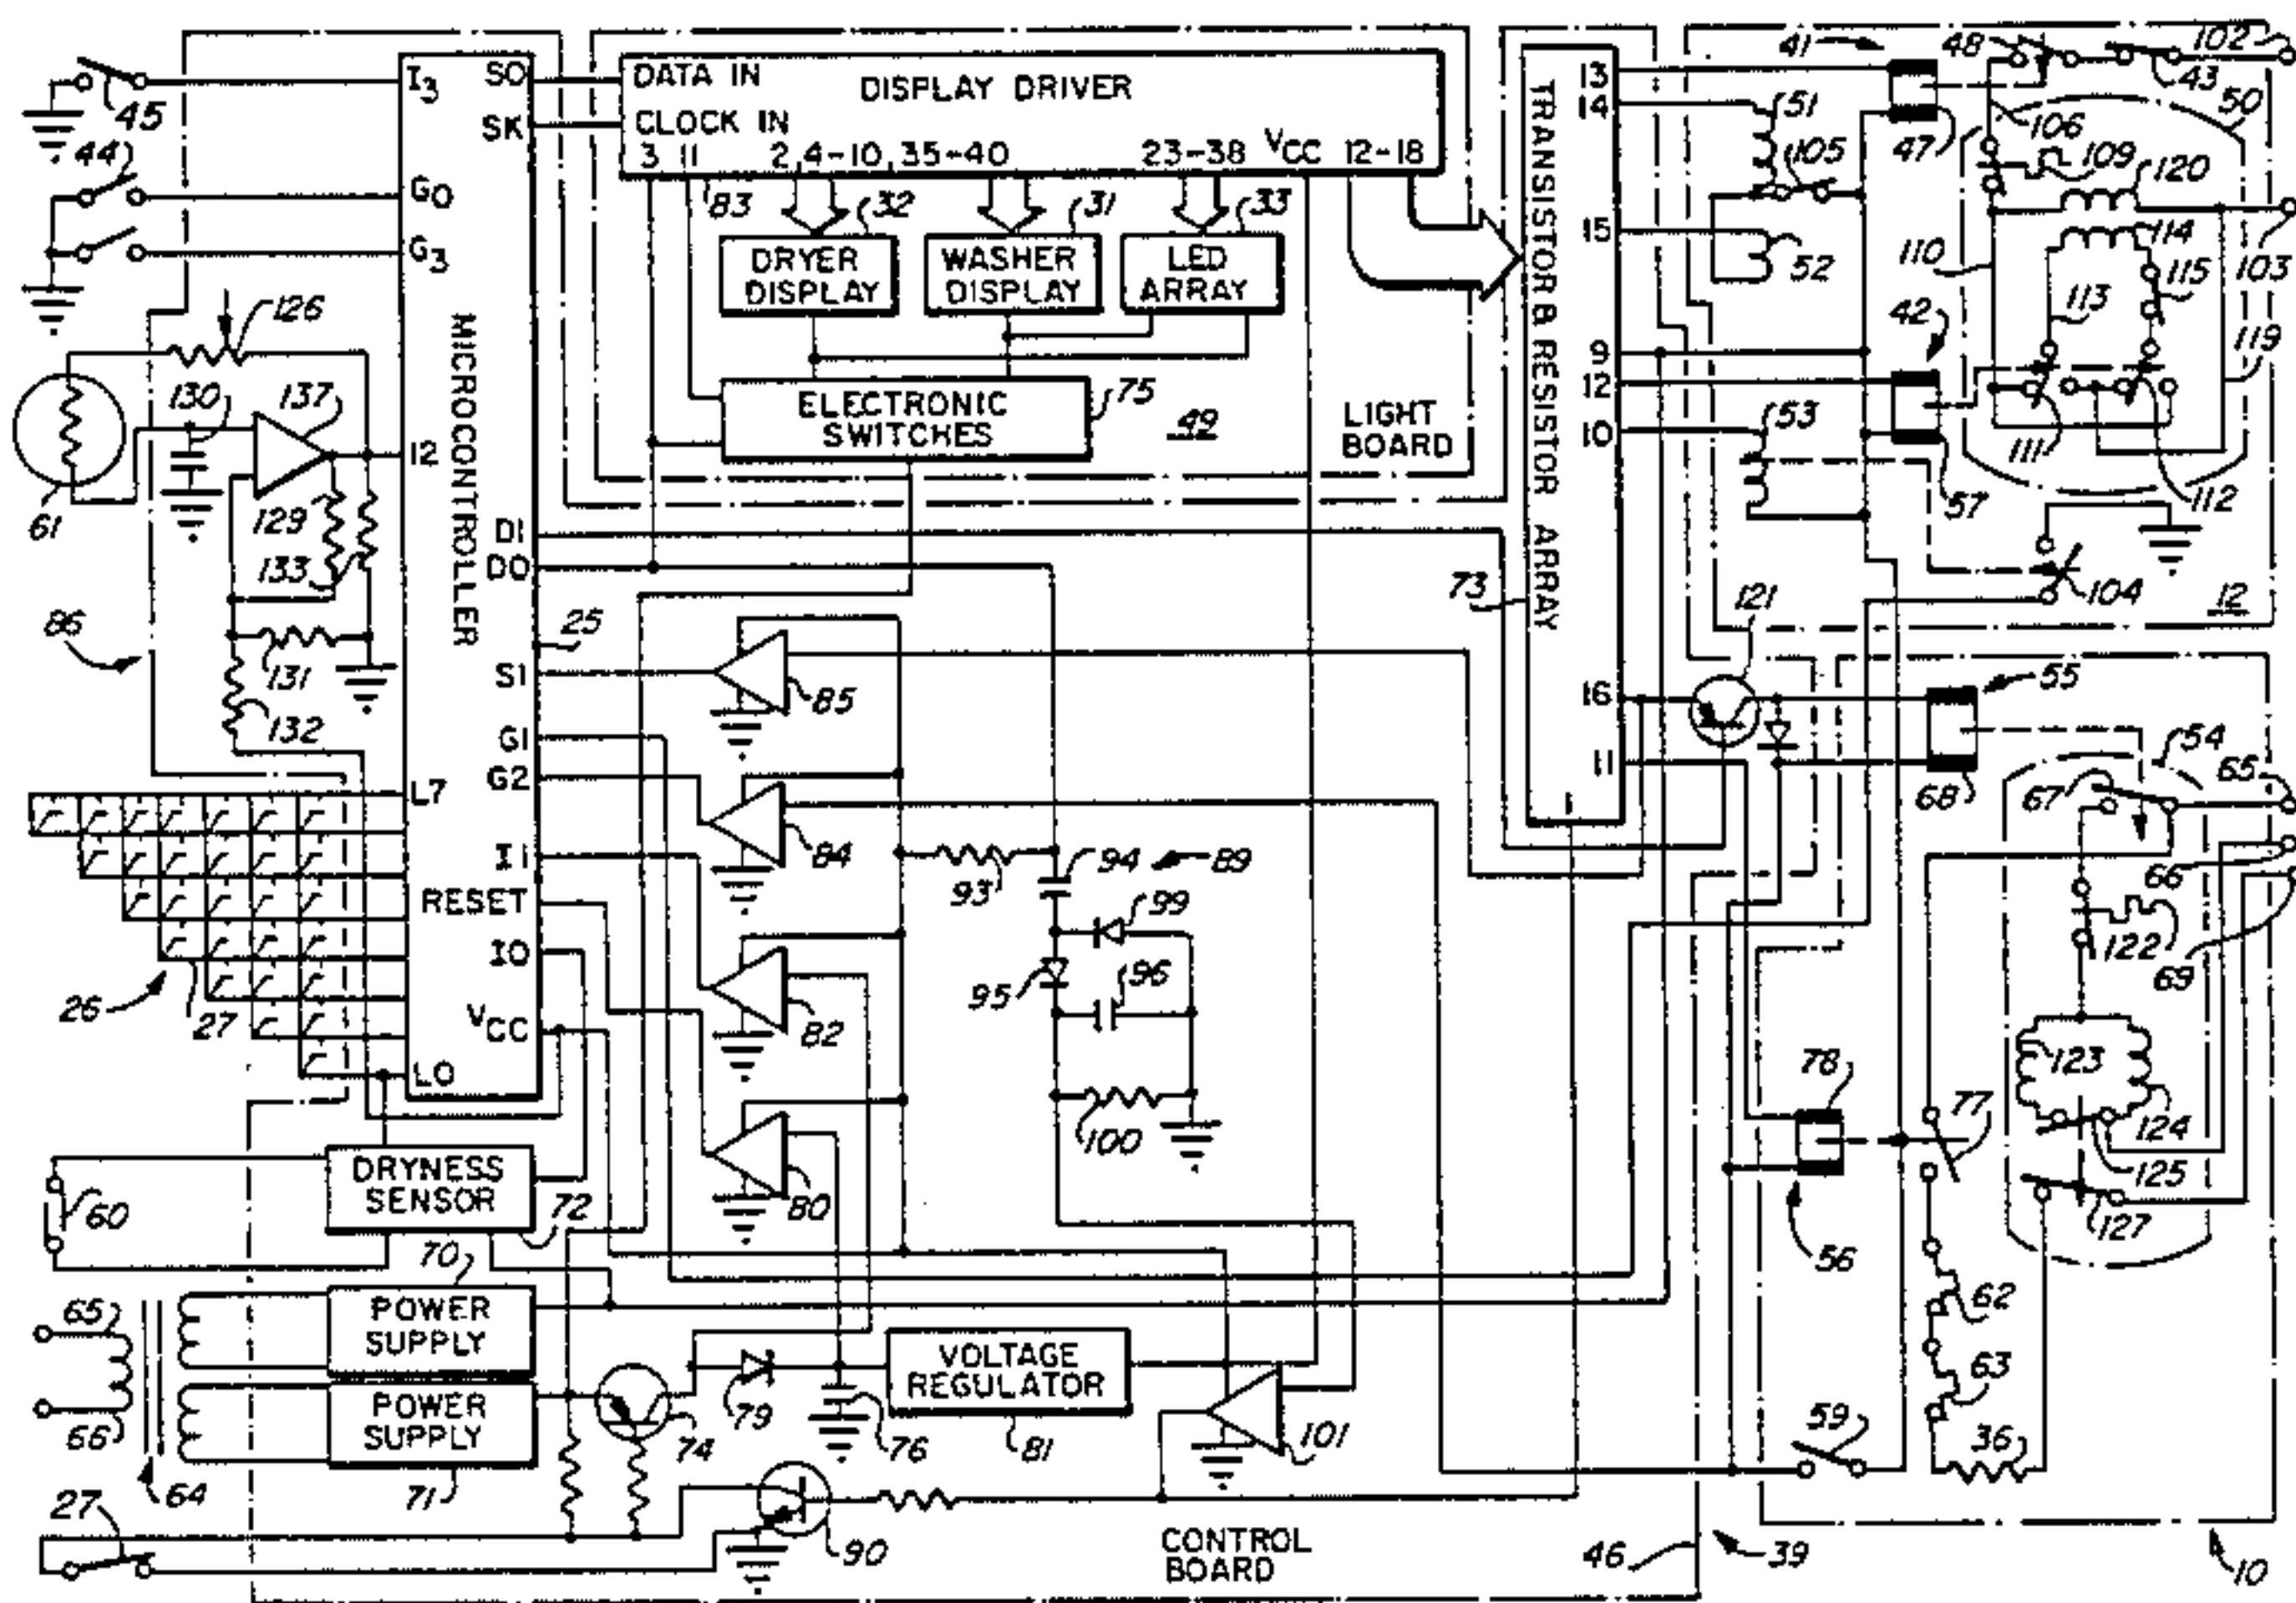 41
48
102
I3
SO
DATA IN
DISPLAY DRIVER
13
43
45
SK
CLOCK IN
14
51
106
50
44
3
11
2,4-10,35-40
23-38
VCC
12-18
105
47
109
G0
83
32
31
33
15
120
114
G3
DRYER
DISPLAY
WASHER
DISPLAY
LED
ARRAY
52
110
115
103
126
113
42
119
9
130
137
ELECTRONIC
SWITCHES
75
49
LIGHT
BOARD
12
10
53
111
112
57
I2
61
129
133
MICROCONTROLLER
TRANSISTOR & RESISTOR ARRAY
D1
DO
73
121
104
12
86
25
131
132
S1
85
16
55
G1
G2
11
1
54
67
65
68
L7
84
I1
93
94
89
66
RESET
99
122
69
IO
95
96
26
27
VCC
82
LO
78
77
123
124
100
125
127
DRYNESS
SENSOR
60
72
80
56
70
65
POWER
SUPPLY
62
VOLTAGE
REGULATOR
63
66
POWER
SUPPLY
74
79
76
81
101
59
36
64
71
27
90
CONTROL
BOARD
46
39
10